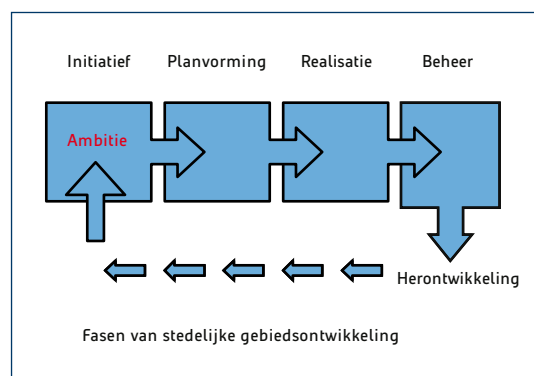 Initiatief Planvorming Realisatie Beheer
Ambitie
Herontwikkeling
Fasen van stedelijke gebiedsontwikkeling